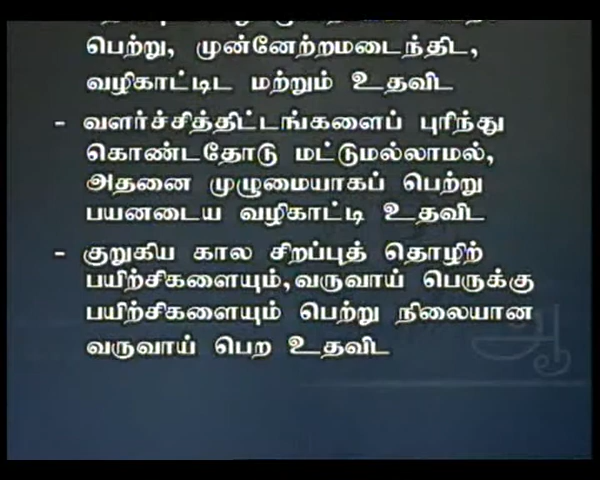 பெற்று, முன்னேற்றமடைந்திட,
வழிகாட்டிட மற்றும் உதவிட
- வளர்ச்சித்திட்டங்களைப் புரிந்து
கொண்டதோடு மட்டுமல்லாமல்,
அதனை முழுமையாகப் பெற்று
பயனடைய வழிகாட்டி உதவிட
- குறுகிய கால சிறப்புத் தொழிற்
பயிற்சிகளையும்,வருவாய் பெருக்கு
பயிற்சிகளையும் பெற்று நிலையான
வருவாய் பெற உதவிட
அ